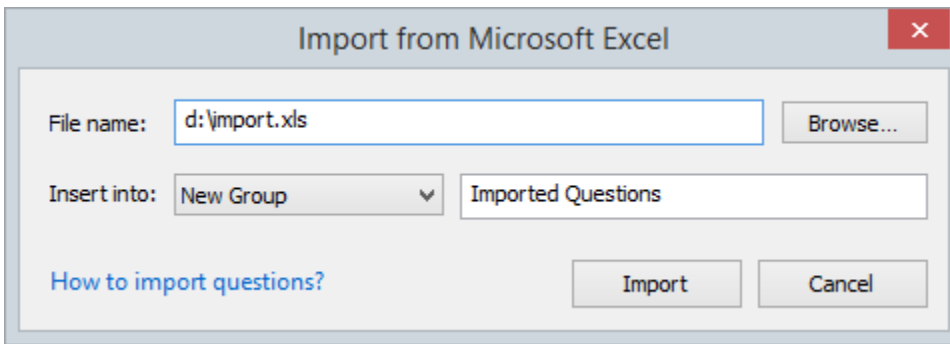 Import from Microsoft Excel
File name: d:\import.xls Browse...
Insert into: New Group Imported Questions
How to import questions? Import Cancel